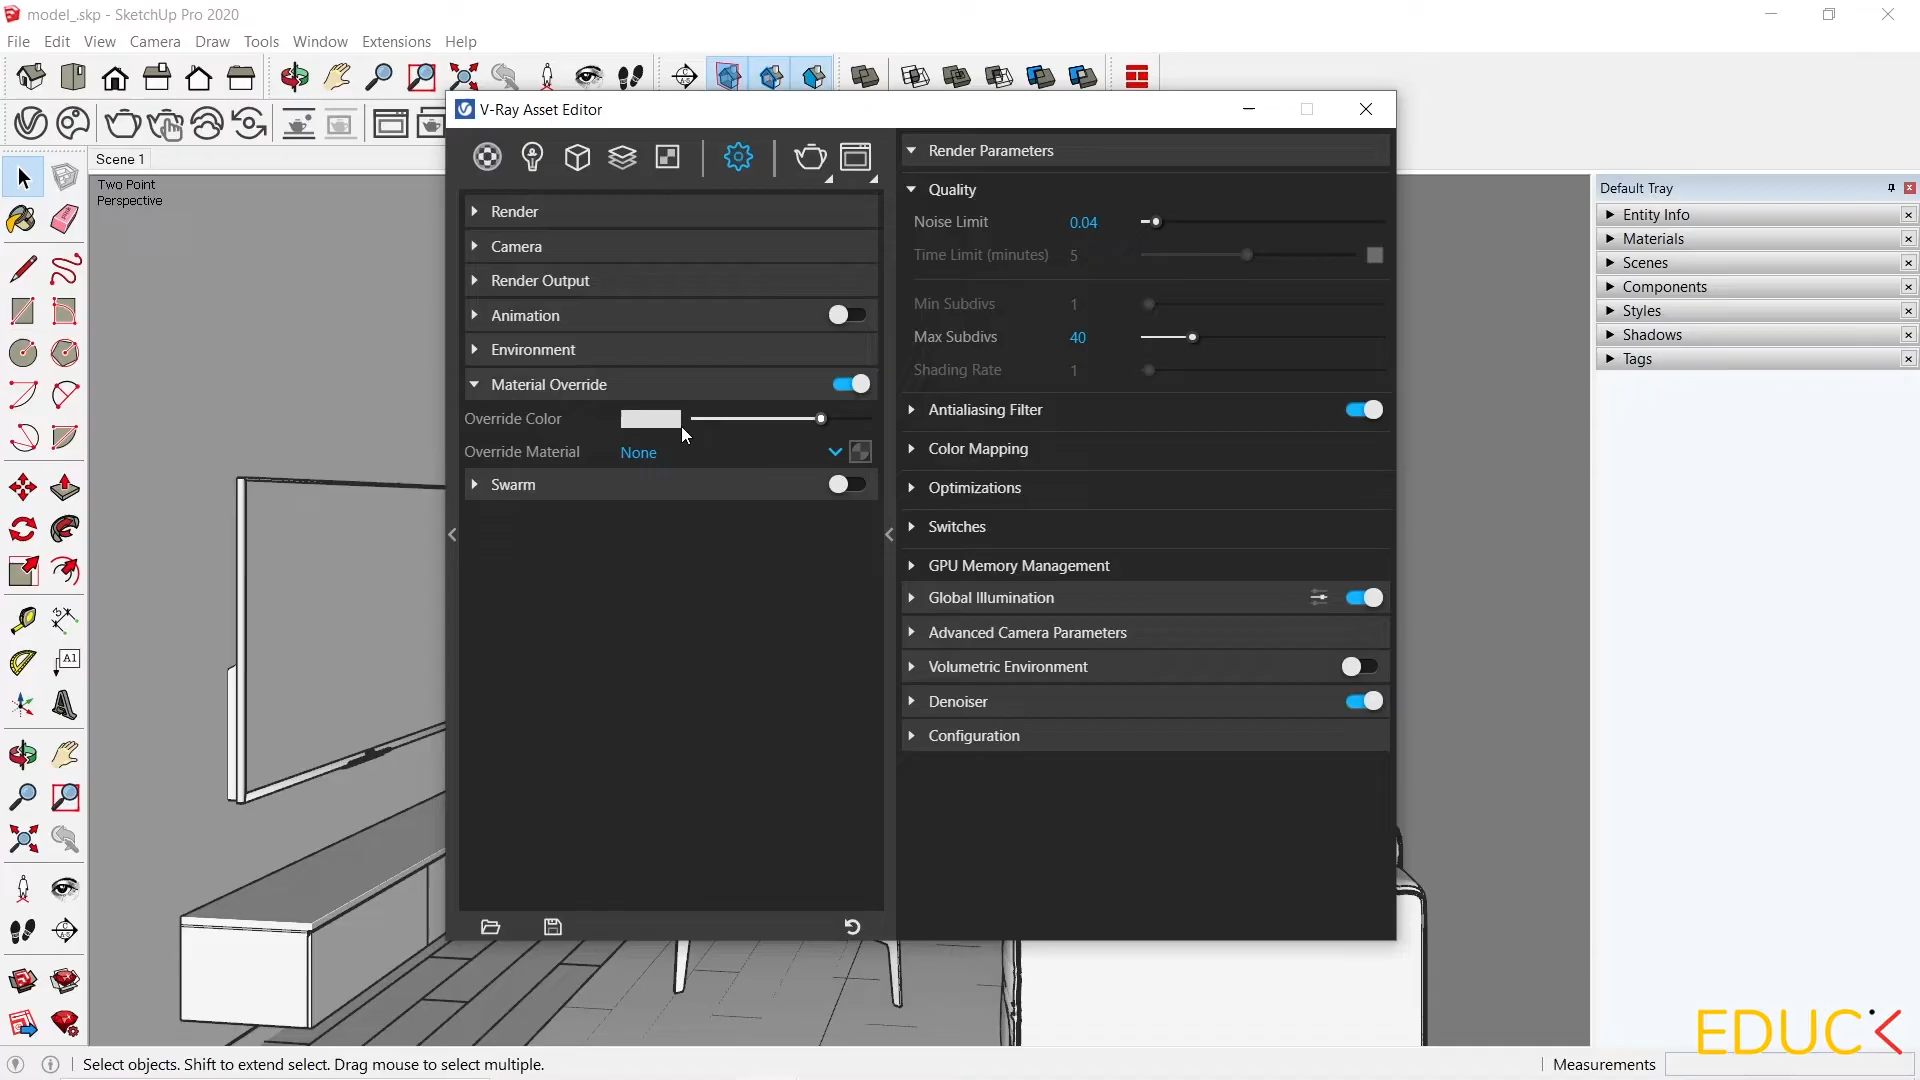 model_.skp - SketchUp Pro 2020
File Edit View Camera Draw Tools Window Extensions Help
V-Ray Asset Editor
Scene 1
Two Point
Perspective
Render
Camera
Render Output
Animation
Environment
Material Override
Override Color
Override Material None
Swarm
Render Parameters
Quality
Noise Limit 0.04
Time Limit (minutes) 5
Min Subdivs 1
Max Subdivs 40
Shading Rate 1
Antialiasing Filter
Color Mapping
Optimizations
Switches
GPU Memory Management
Global Illumination
Advanced Camera Parameters
Volumetric Environment
Denoiser
Configuration
Default Tray
Entity Info
Materials
Scenes
Components
Styles
Shadows
Tags
A1
EDUC
Select objects. Shift to extend select. Drag mouse to select multiple.
Measurements